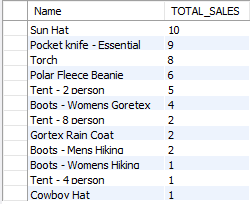 Name TOTAL_SALES
Sun Hat 10
Pocket knife - Essential 9
Torch 8
Polar Fleece Beanie 6
Tent - 2 person 5
Boots - Womens Goretex 4
Tent - 8 person 2
Gortex Rain Coat 2
Boots - Mens Hiking 2
Boots - Womens Hiking 1
Tent - 4 person 1
Cowboy Hat 1